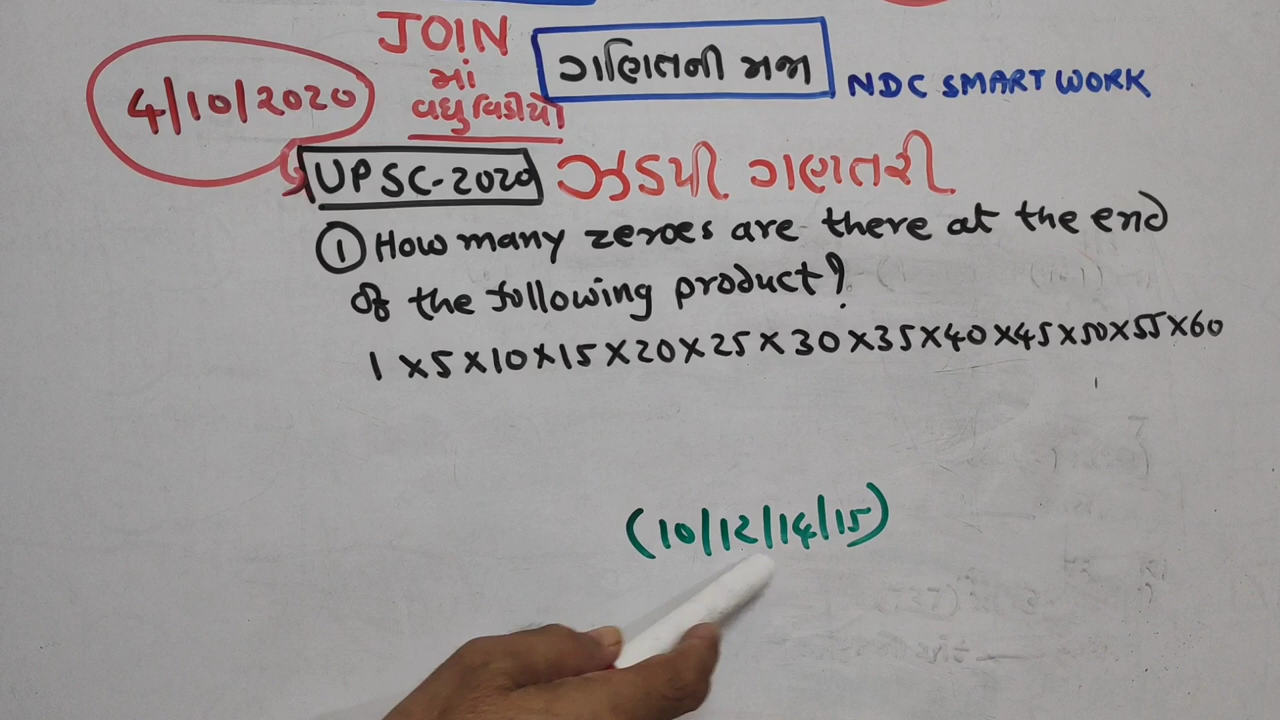 JOIN
માં
વધુ વિડીયો
ગણિતની મજા
NDC SMART WORK
4/10/2020
UPSC-2020 ઝડપી ગણતરી
① How many zeroes are there at the end
of the following product?
1 × 5 × 10 × 15 × 20 × 25 × 30 × 35 × 40 × 45 × 50 × 55 × 60
(10/12/14/15)